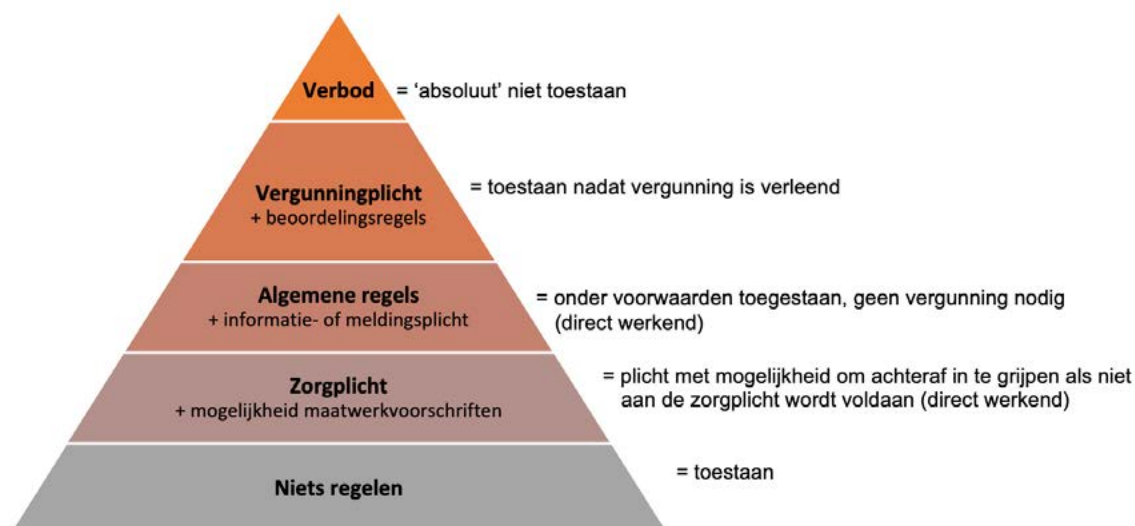 Verbod
= ‘absoluut’ niet toestaan
Vergunningplicht
+ beoordelingsregels
= toestaan nadat vergunning is verleend
Algemene regels
+ informatie- of meldingsplicht
= onder voorwaarden toegestaan, geen vergunning nodig
(direct werkend)
Zorgplicht
+ mogelijkheid maatwerkvoorschriften
= plicht met mogelijkheid om achteraf in te grijpen als niet
aan de zorgplicht wordt voldaan (direct werkend)
Niets regelen
= toestaan